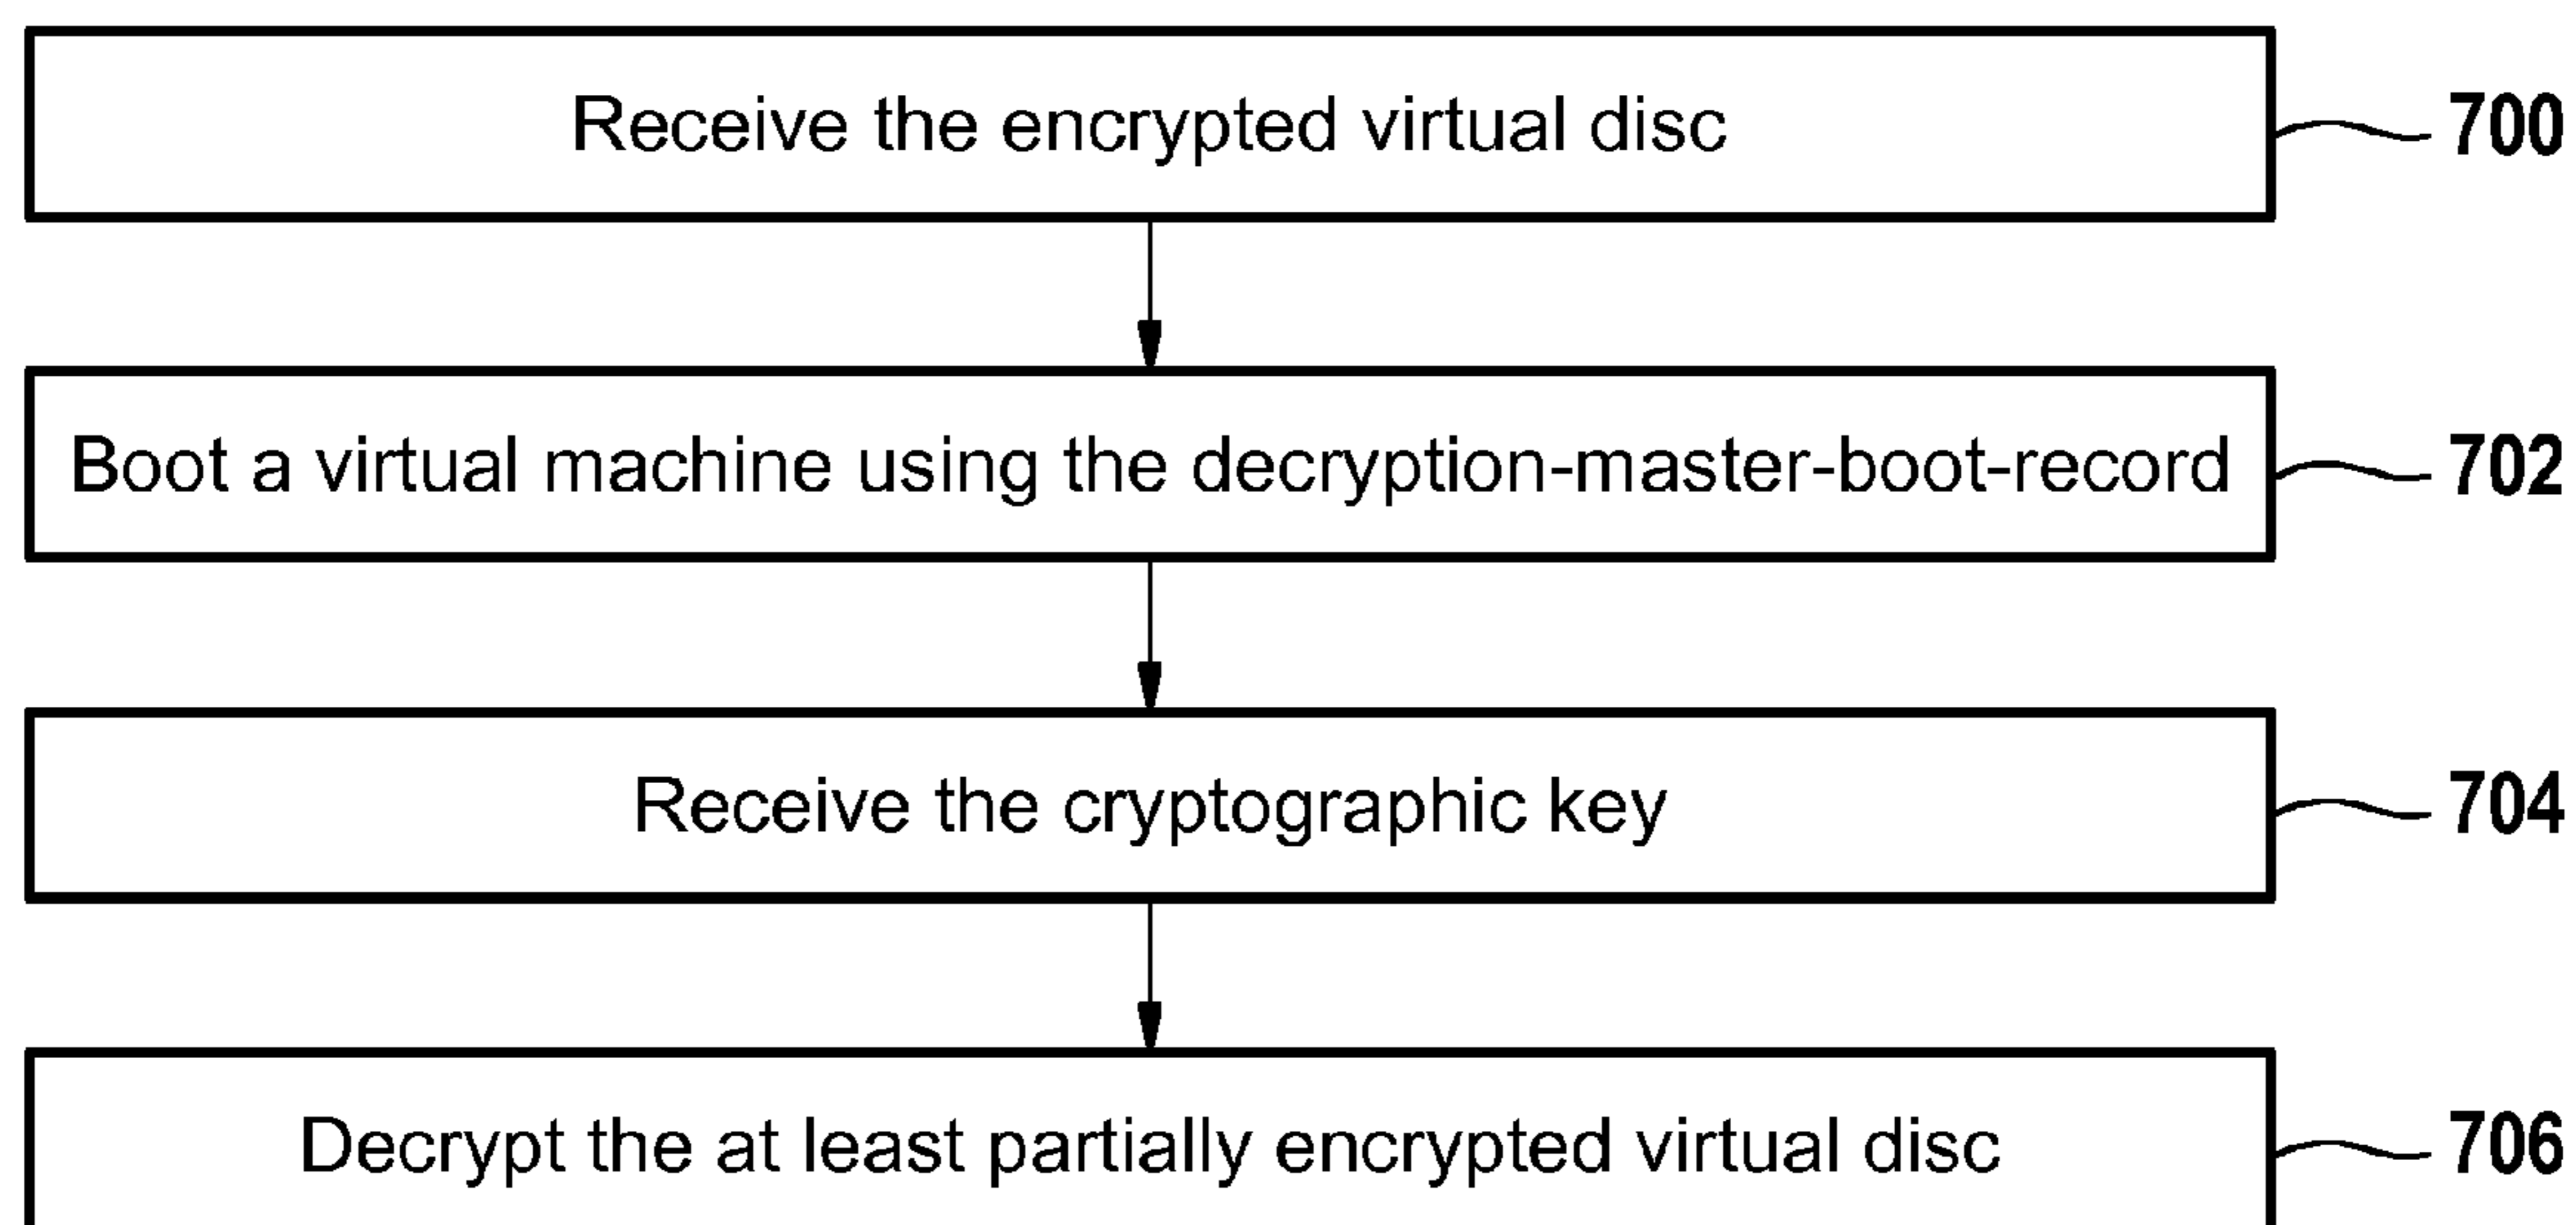 Receive the encrypted virtual disc 700
Boot a virtual machine using the decryption-master-boot-record 702
Receive the cryptographic key 704
Decrypt the at least partially encrypted virtual disc 706